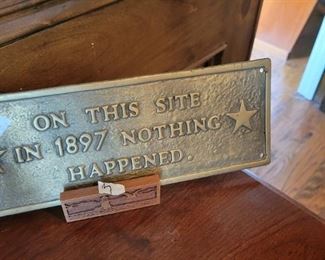 ON THIS SITE
IN 1897 NOTHING
HAPPENED.